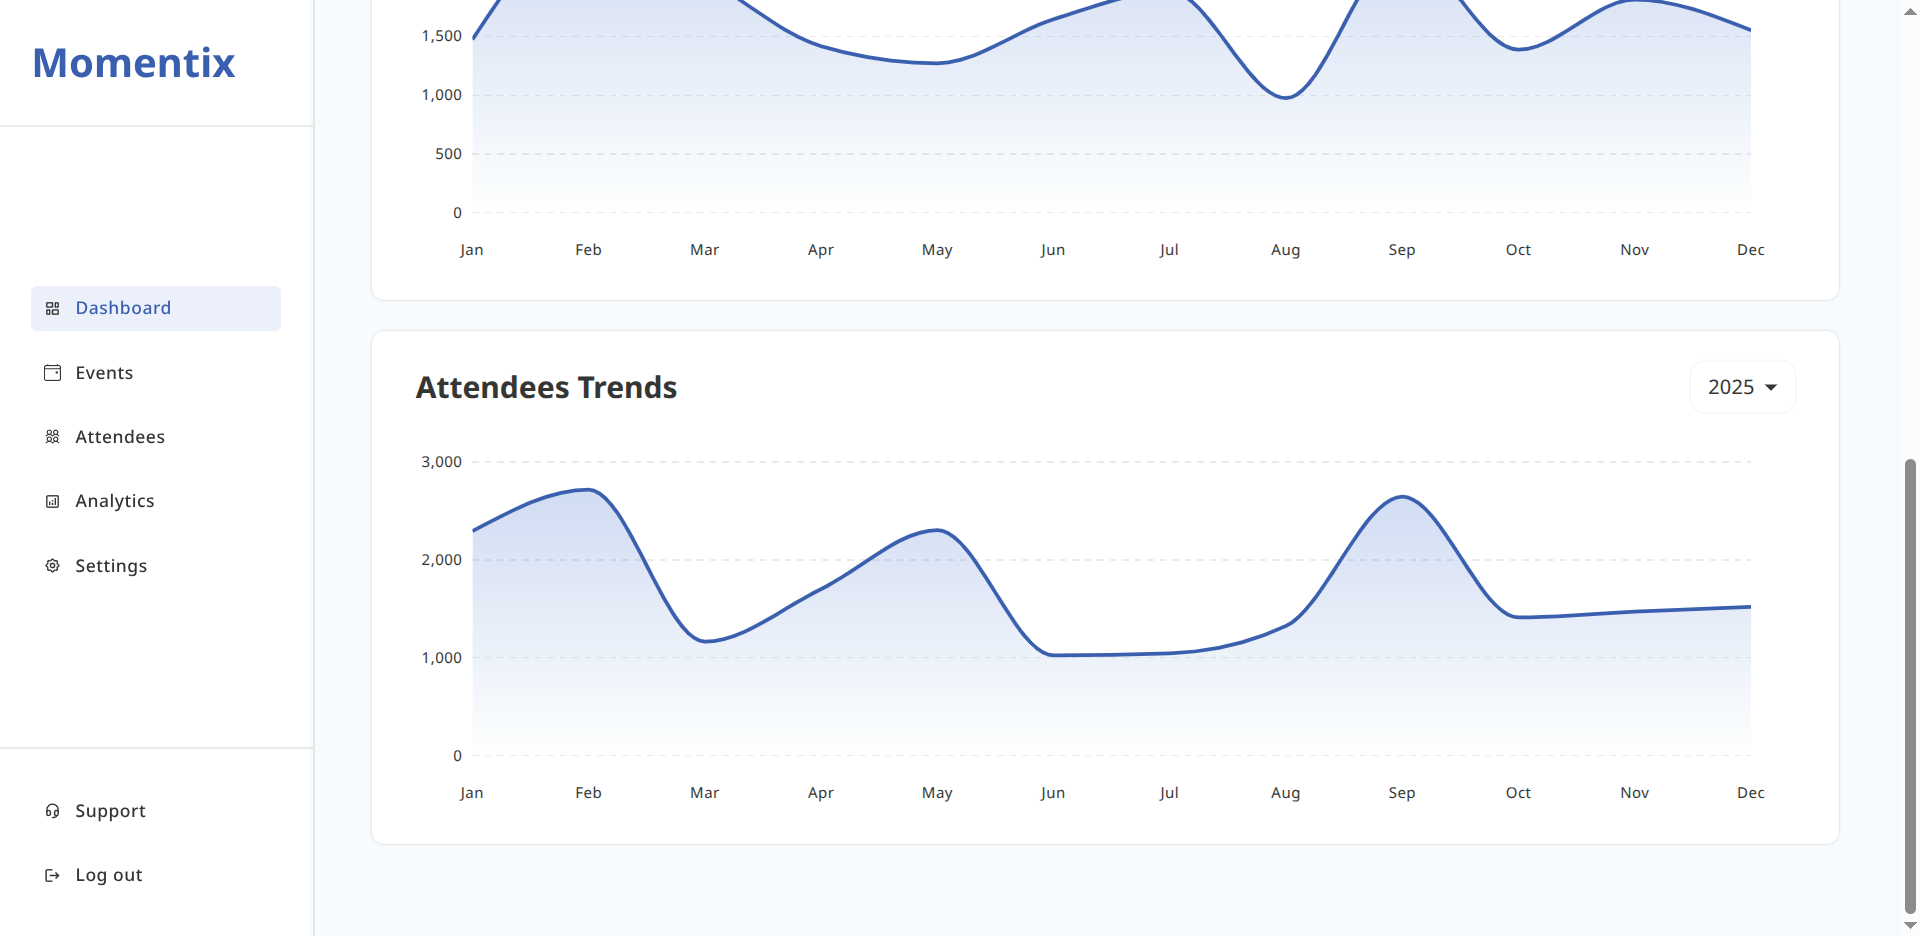 Momentix
Dashboard
Events
Attendees
Analytics
Settings
Support
Log out
1,500
1,000
500
0
Jan Feb Mar Apr May Jun Jul Aug Sep Oct Nov Dec
Attendees Trends
2025
3,000
2,000
1,000
0
Jan Feb Mar Apr May Jun Jul Aug Sep Oct Nov Dec